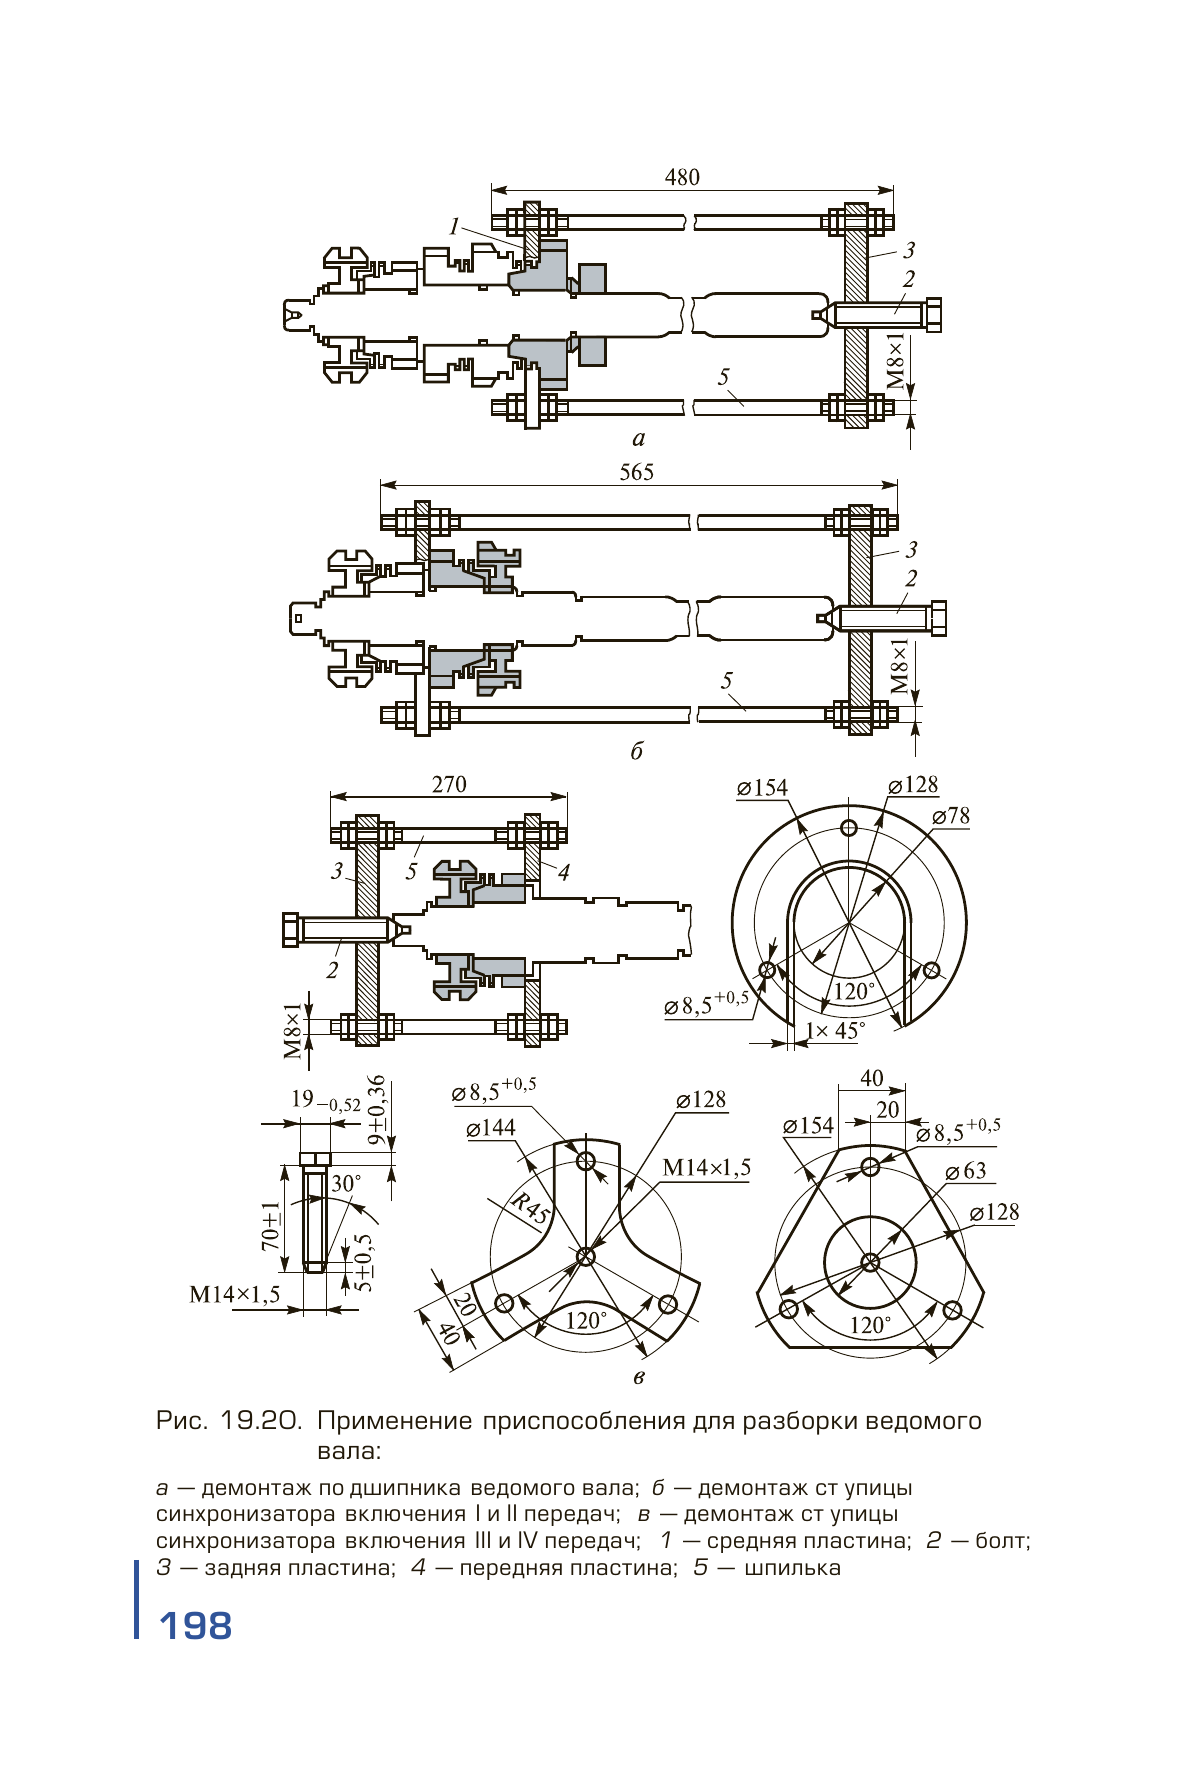 480
1
3
2
M8×1
5
а
565
3
2
M8×1
5
б
270
3
5
4
2
M8×1
⌀154
⌀128
⌀78
⌀8,5+0,5
120°
1× 45°
19−0,52
9±0,36
30°
70±1
5±0,5
M14×1,5
⌀8,5+0,5
⌀128
⌀144
M14×1,5
R45
20
40
120°
40
20
⌀154
⌀8,5+0,5
⌀63
⌀128
120°
в
Рис. 19.20. Применение приспособления для разборки ведомого
вала:
а — демонтаж по дшипника ведомого вала; б — демонтаж ст упицы
синхронизатора включения I и II передач; в — демонтаж ст упицы
синхронизатора включения III и IV передач; 1 — средняя пластина; 2 — болт;
3 — задняя пластина; 4 — передняя пластина; 5 — шпилька
198